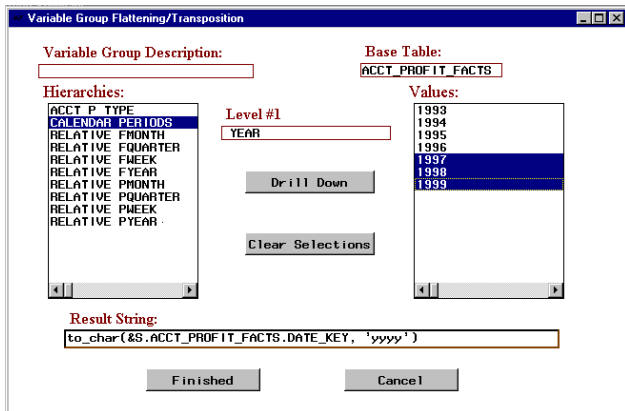 Variable Group Flattening/Transposition
Variable Group Description:
Base Table:
ACCT_PROFIT_FACTS
Hierarchies:
ACCT P TYPE
CALENDAR PERIODS
RELATIVE FMONTH
RELATIVE FQUARTER
RELATIVE FWEEK
RELATIVE FYEAR
RELATIVE PMONTH
RELATIVE PQUARTER
RELATIVE PWEEK
RELATIVE PYEAR
Level #1
YEAR
Drill Down
Clear Selections
Values:
1993
1994
1995
1996
1997
1998
1999
Result String:
to_char(&S.ACCT_PROFIT_FACTS.DATE_KEY, 'yyyy')
Finished
Cancel